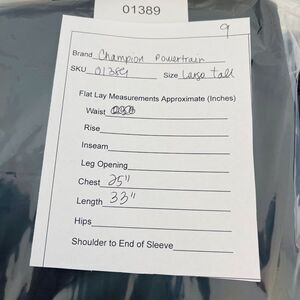 01389
9
Brand Champion Powertrain
SKU 01389 Size Large Tall
Flat Lay Measurements Approximate (Inches)
Waist
Rise
Inseam
Leg Opening
Chest 25"
Length 33"
Hips
Shoulder to End of Sleeve